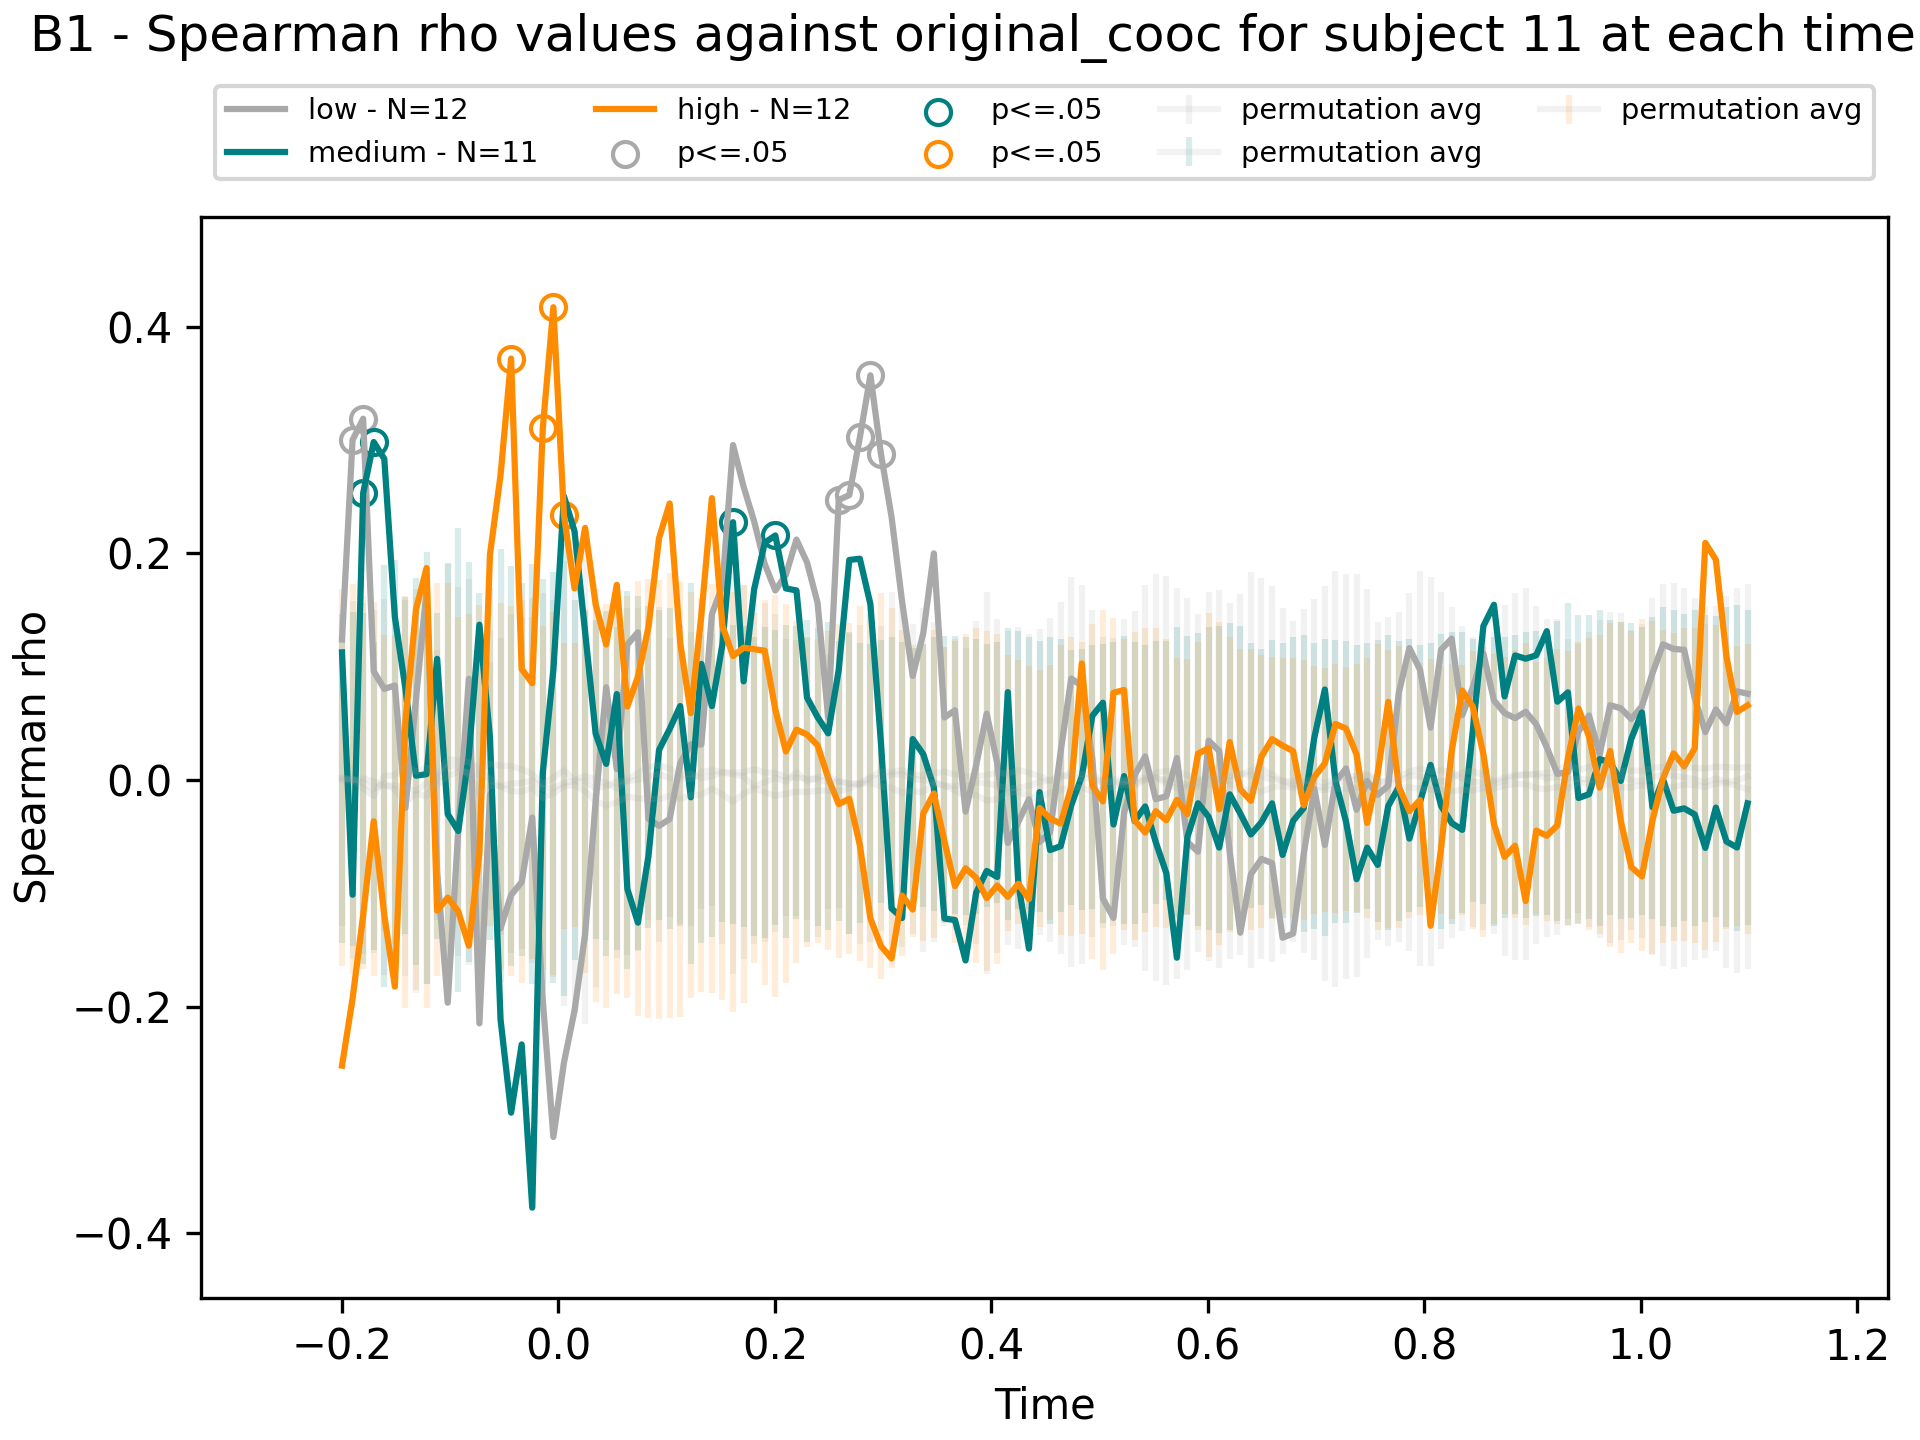 B1 - Spearman rho values against original_cooc for subject 11 at each time
low - N=12
medium - N=11
high - N=12
p<=.05
p<=.05
p<=.05
permutation avg
permutation avg
permutation avg
Spearman rho
0.4
0.2
0.0
−0.2
−0.4
−0.2
0.0
0.2
0.4
0.6
0.8
1.0
1.2
Time